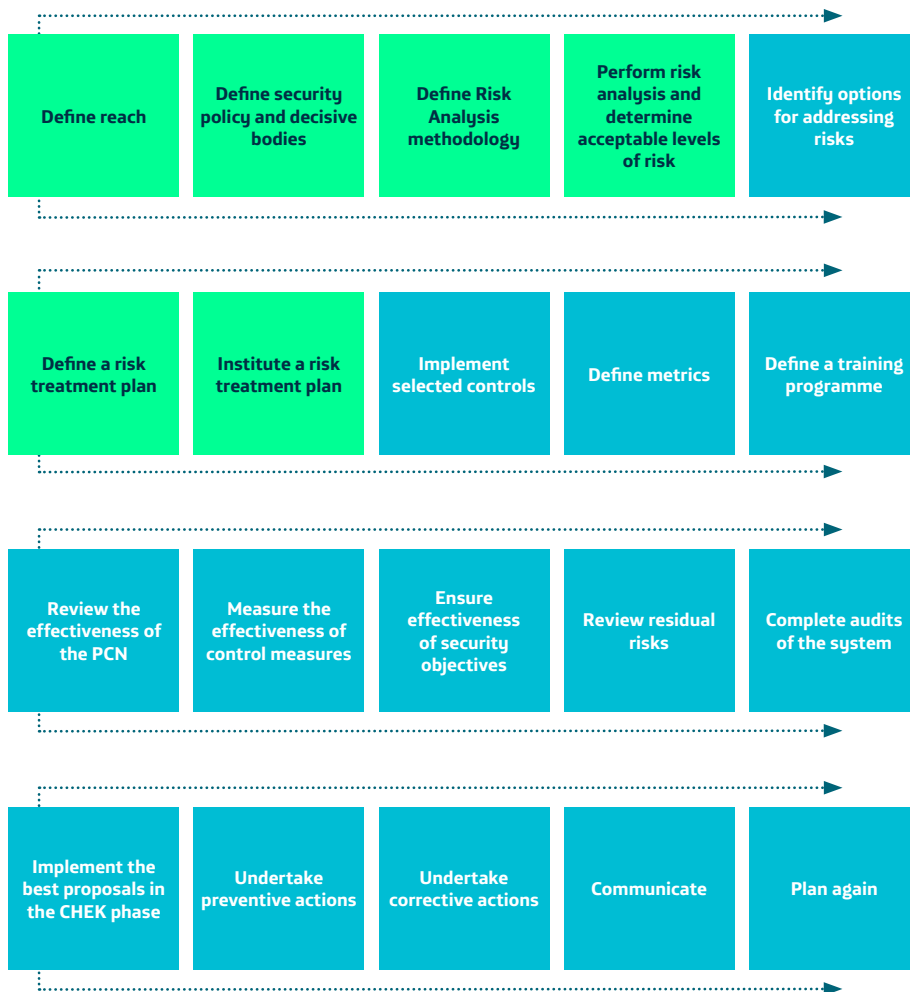 Define reach
Define security
policy and decisive
bodies
Define Risk
Analysis
methodology
Perform risk
analysis and
determine
acceptable levels
of risk
Identify options
for addressing
risks
Define a risk
treatment plan
Institute a risk
treatment plan
Implement
selected controls
Define metrics
Define a training
programme
Review the
effectiveness of
the PCN
Measure the
effectiveness of
control measures
Ensure
effectiveness
of security
objectives
Review residual
risks
Complete audits
of the system
Implement the
best proposals in
the CHEK phase
Undertake
preventive actions
Undertake
corrective actions
Communicate
Plan again